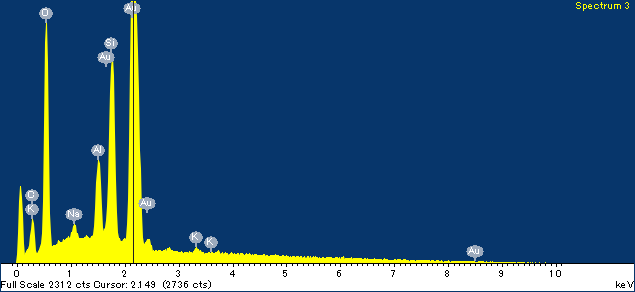 Spectrum 3
O
Au
Si
Au
Al
C
K
Na
Au
K
K
Au
0 1 2 3 4 5 6 7 8 9 10
Full Scale 2312 cts Cursor: 2.149 (2736 cts) keV